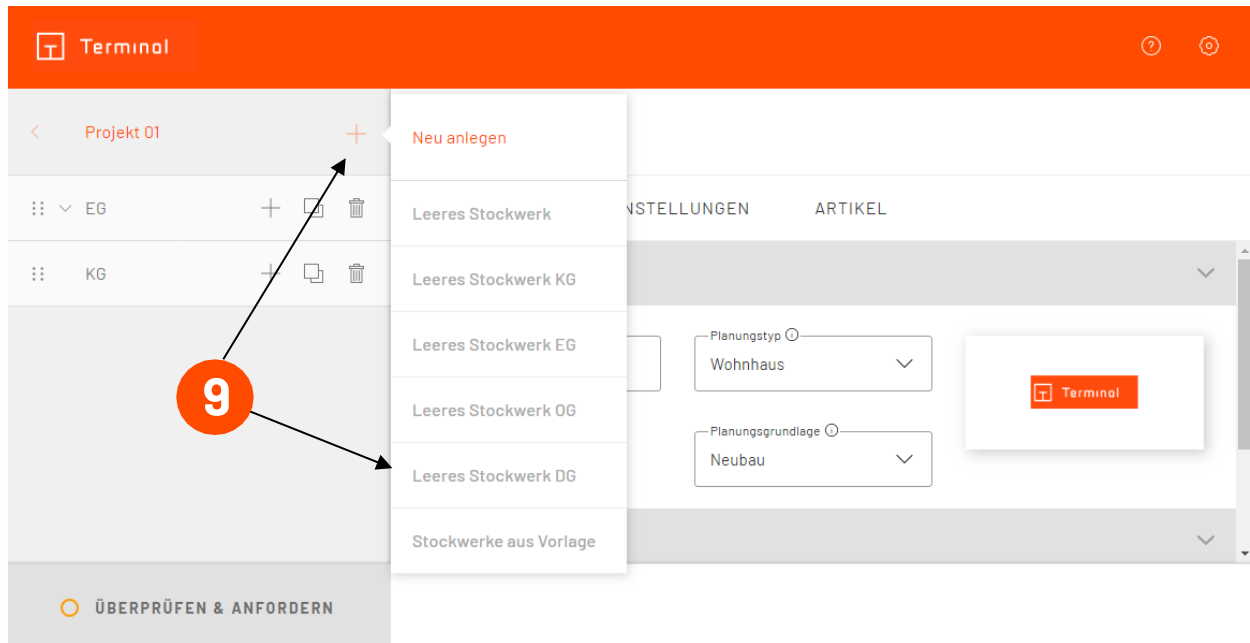 Terminal
Projekt 01
Neu anlegen
EG
Leeres Stockwerk
NSTELLUNGEN
ARTIKEL
KG
Leeres Stockwerk KG
Leeres Stockwerk EG
Planungstyp
Wohnhaus
9
Terminal
Leeres Stockwerk OG
Planungsgrundlage
Neubau
Leeres Stockwerk DG
Stockwerke aus Vorlage
ÜBERPRÜFEN & ANFORDERN